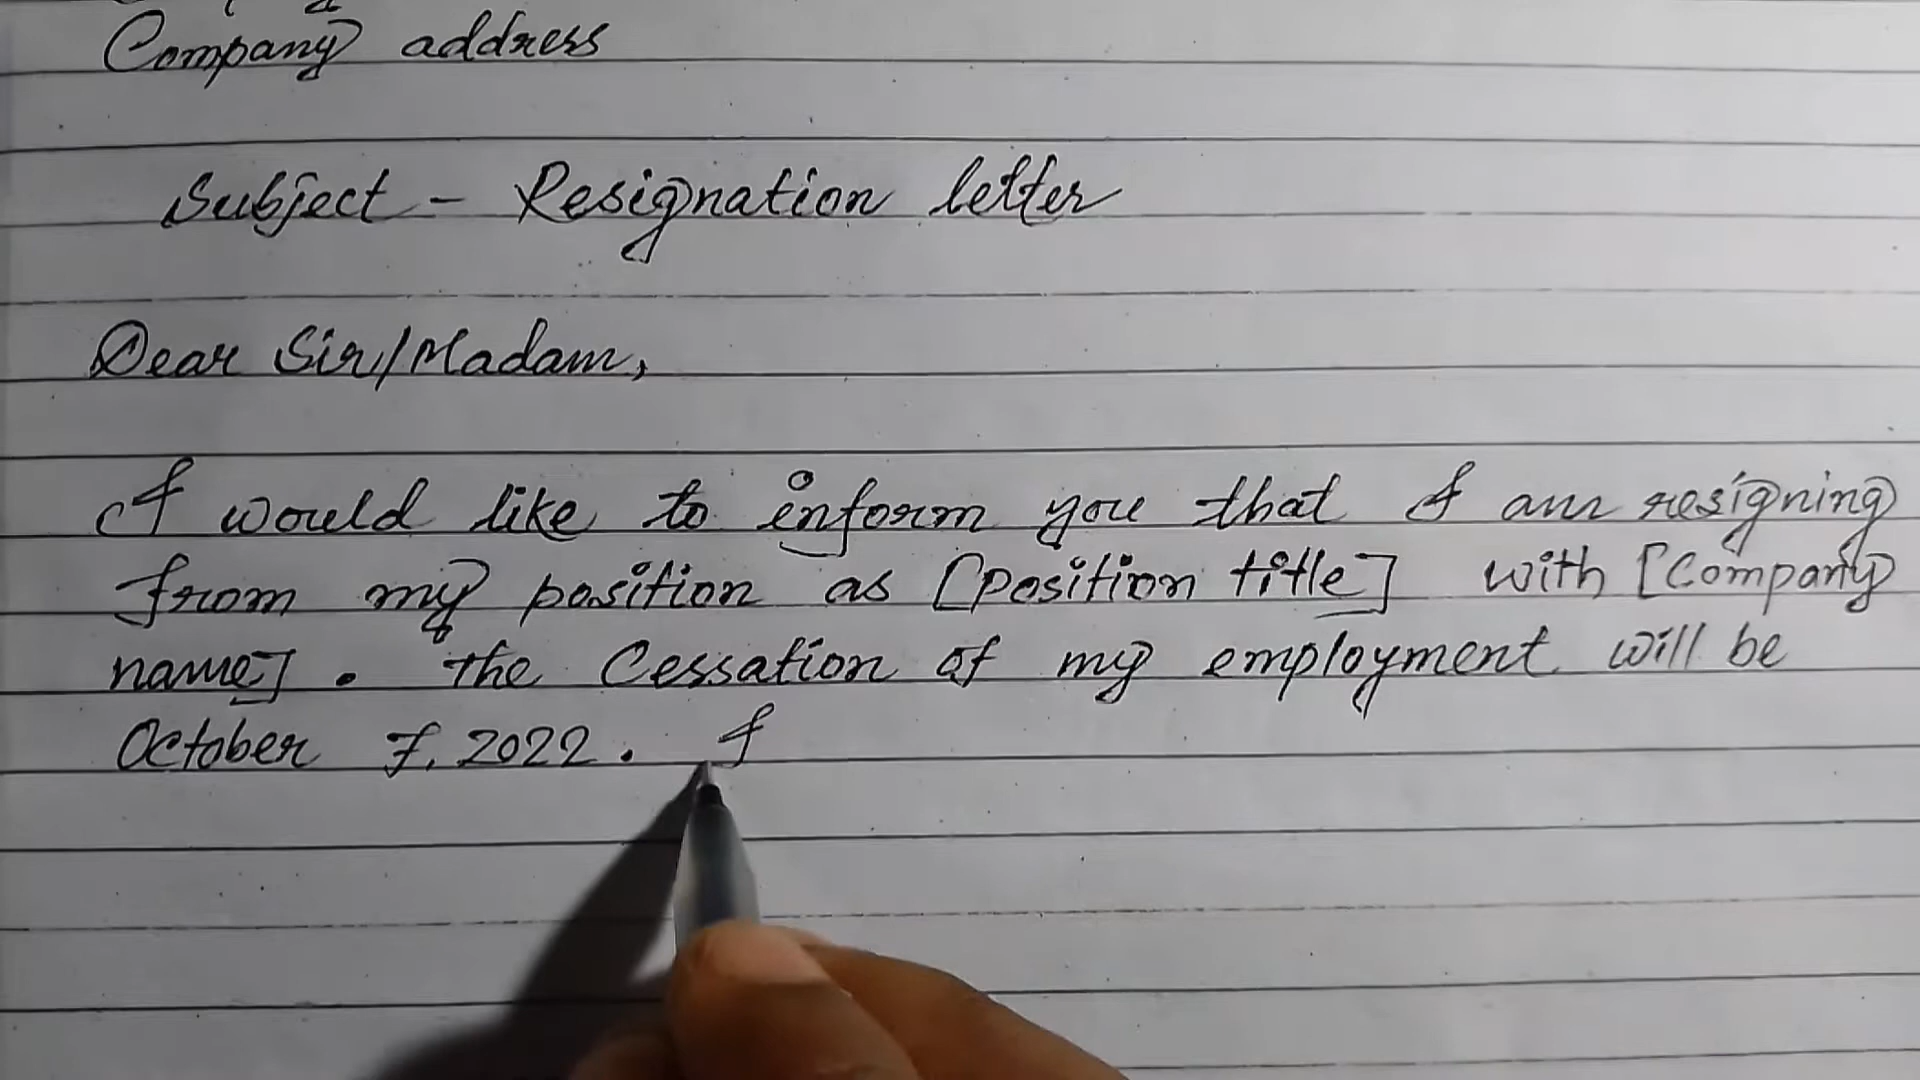 Company address
Subject - Resignation letter
Dear Sir/Madam,
I would like to inform you that I am resigning
from my position as [Position title] with [Company
name]. the Cessation of my employment will be
October 7, 2022. I